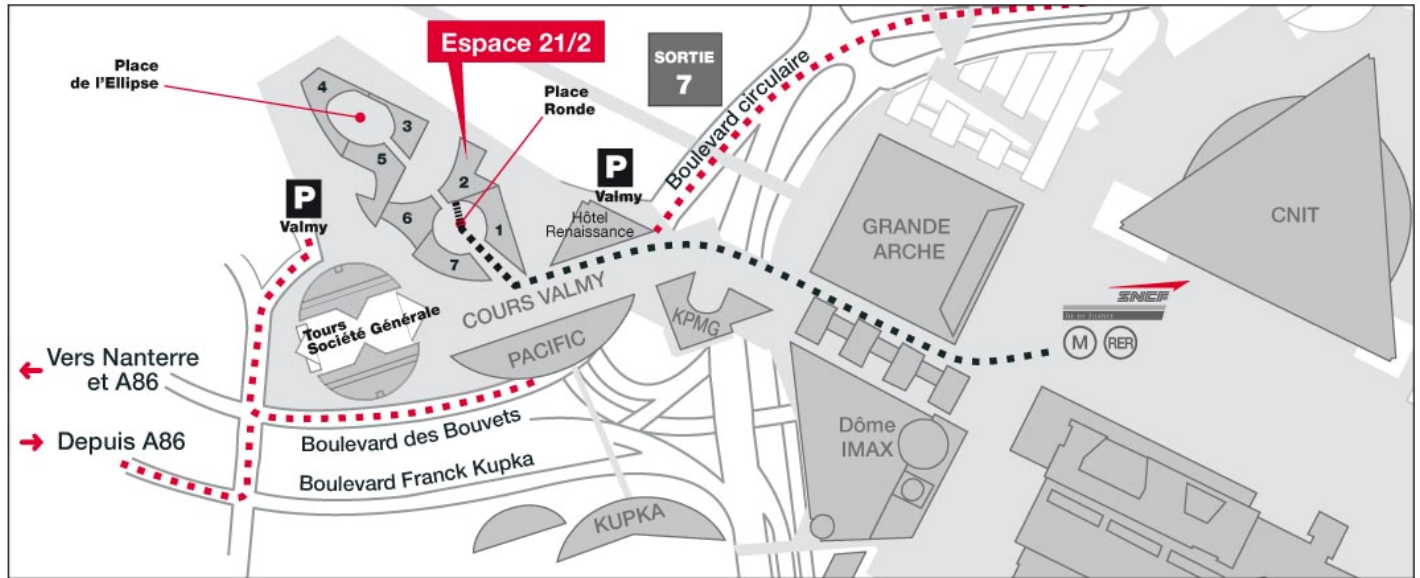 Espace 21/2
SORTIE
7
Place
de l'Ellipse
Place
Ronde
Boulevard circulaire
4
3
5
2
6
1
7
P
Valmy
P
Valmy
Hôtel
Renaissance
GRANDE
ARCHE
CNIT
SNCF
M
RER
COURS VALMY
KPMG
PACIFIC
Tours
Société Générale
Vers Nanterre
et A86
Depuis A86
Boulevard des Bouvets
Boulevard Franck Kupka
KUPKA
Dôme
IMAX